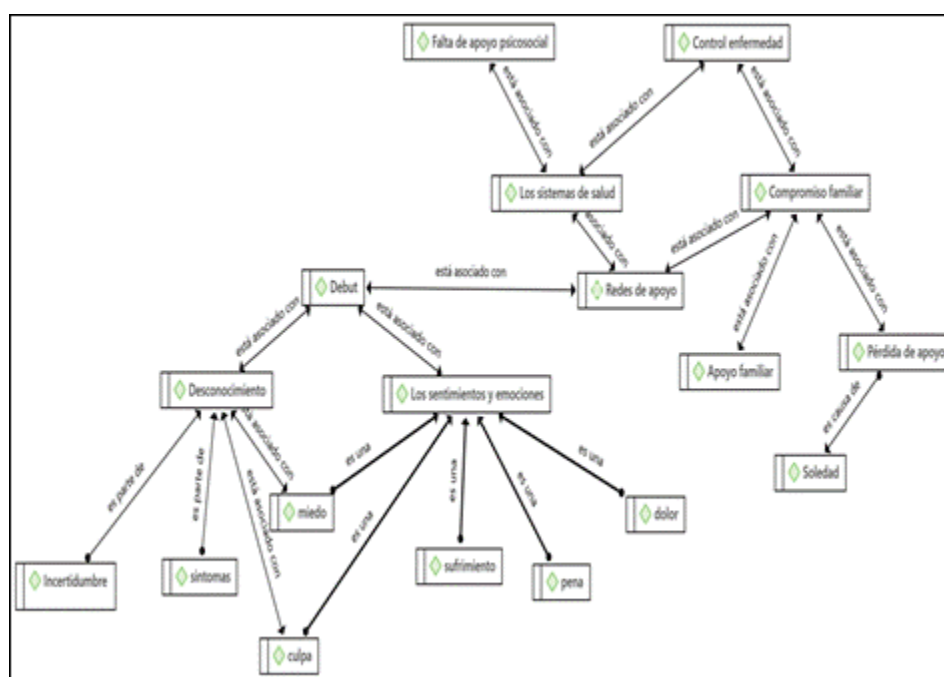 Falta de apoyo psicosocial
Control enfermedad
está asociado con
está asociado con
está asociado con
Los sistemas de salud
Compromiso familiar
asociado con
está asociado con
está asociado con
está asociado con
está asociado con
Debut
Redes de apoyo
está asociado con
está asociado con
Pérdida de apoyo
Apoyo familiar
Desconocimiento
Los sentimientos y emociones
es causa de
stá asociado con
es una
es una
es parte de
es parte de
es una
es una
Soledad
está asociado con
es una
miedo
dolor
Incertidumbre
síntomas
sufrimiento
pena
culpa